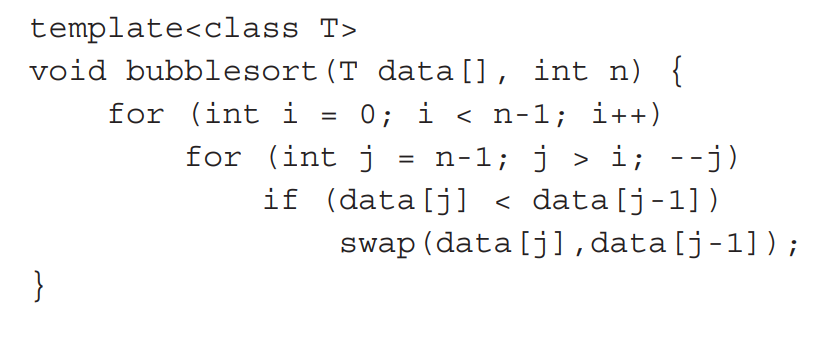 template<class T>
void bubblesort(T data[], int n) {
    for (int i = 0; i < n-1; i++)
        for (int j = n-1; j > i; --j)
            if (data[j] < data[j-1])
                swap(data[j],data[j-1]);
}